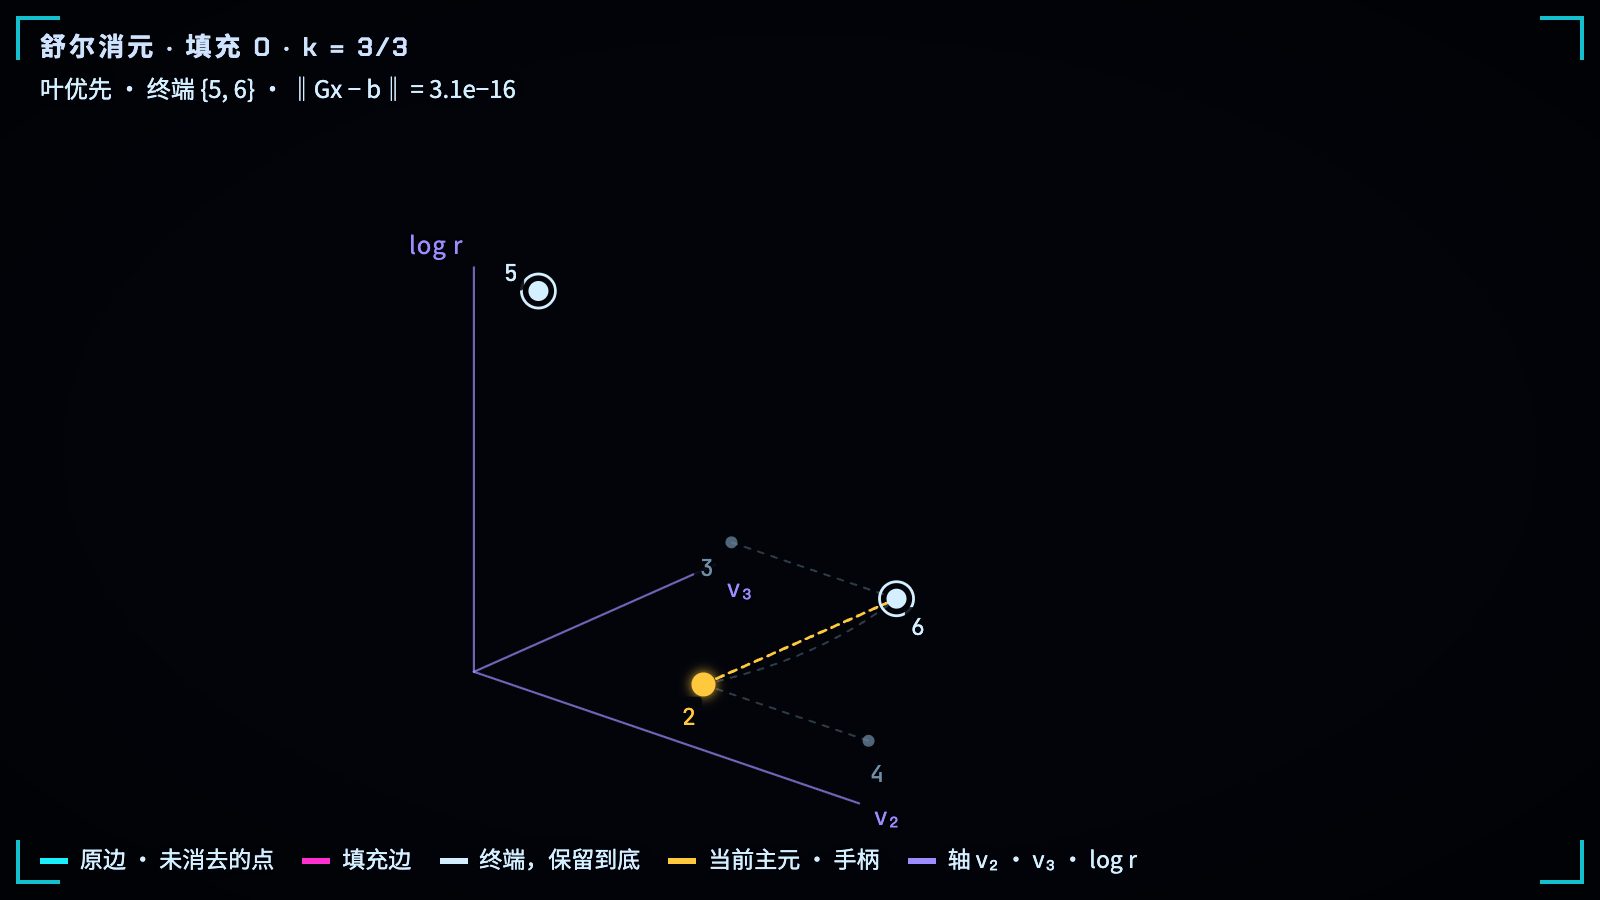 舒尔消元 · 填充 0 · k = 3/3
叶优先 • 终端 {5, 6} • ‖Gx − b‖ = 3.1e−16
log r
5
3
v₃
6
2
4
v₂
原边 • 未消去的点 填充边 终端，保留到底 当前主元 • 手柄 轴 v₂ • v₃ • log r